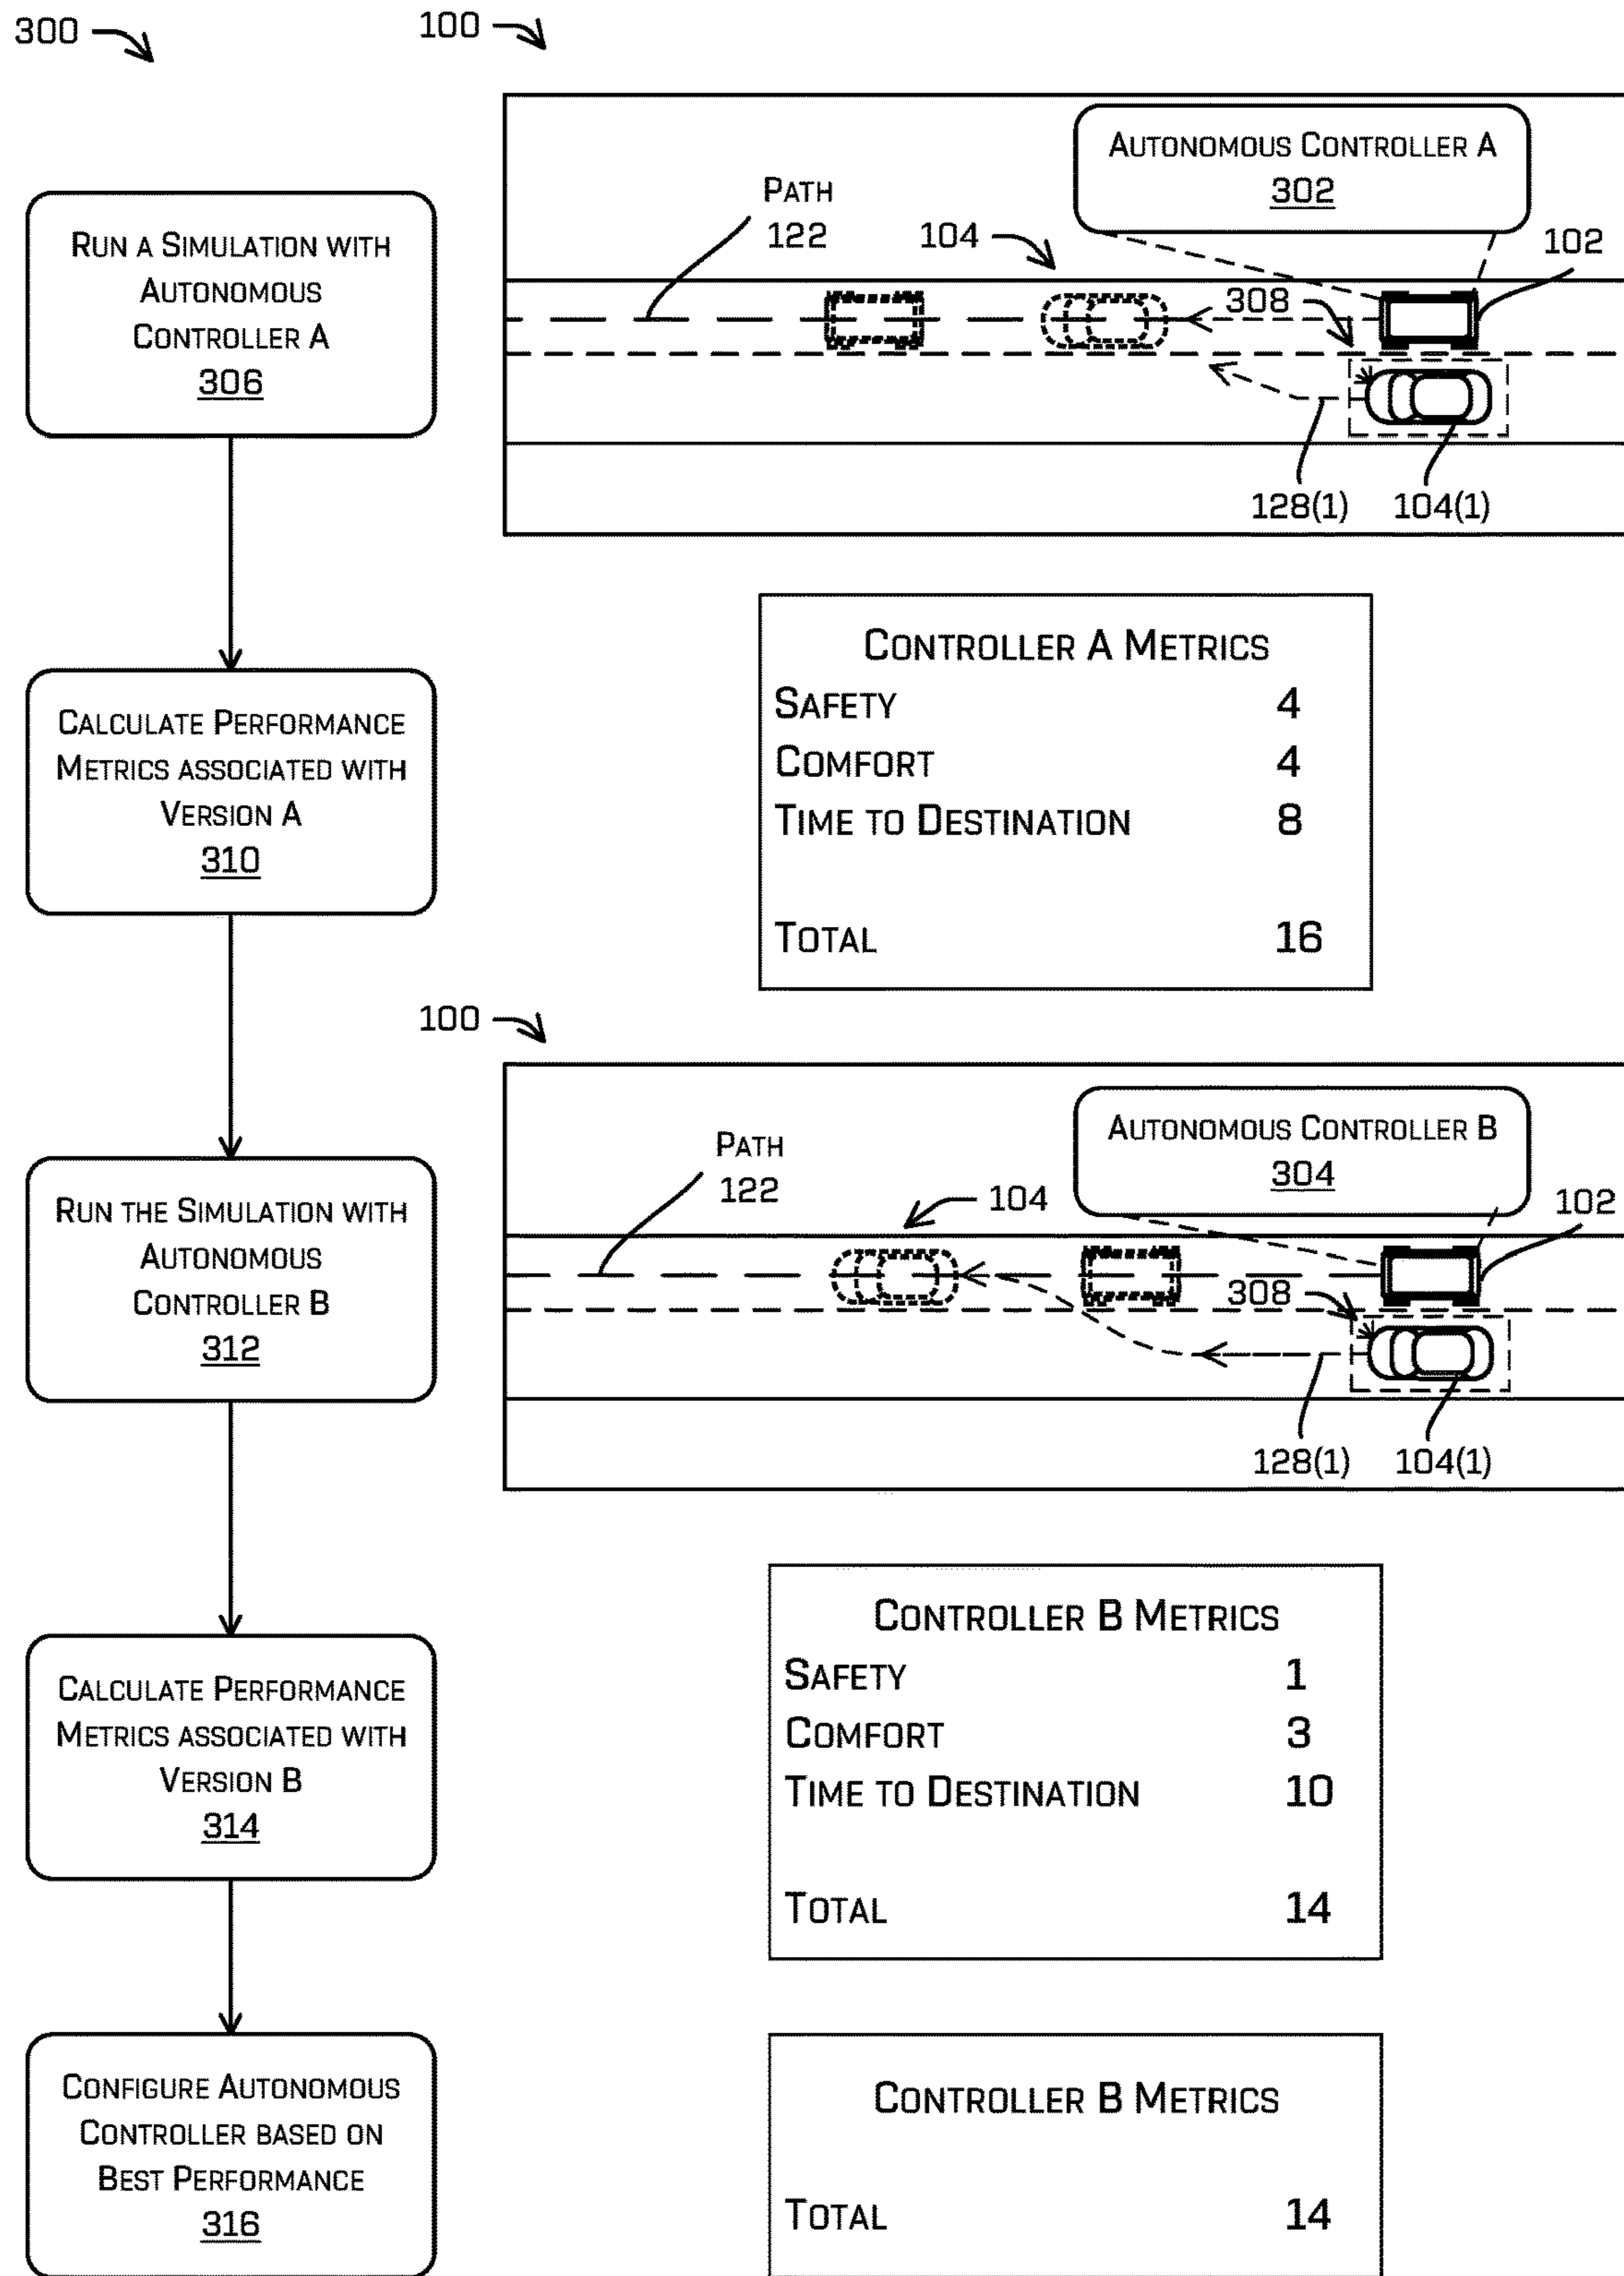 300
100
AUTONOMOUS CONTROLLER A
302
PATH
122
104
102
308
128(1)
104(1)
RUN A SIMULATION WITH
AUTONOMOUS
CONTROLLER A
306
CONTROLLER A METRICS
SAFETY 4
COMFORT 4
TIME TO DESTINATION 8
TOTAL 16
CALCULATE PERFORMANCE
METRICS ASSOCIATED WITH
VERSION A
310
100
AUTONOMOUS CONTROLLER B
304
PATH
122
104
102
308
128(1)
104(1)
RUN THE SIMULATION WITH
AUTONOMOUS
CONTROLLER B
312
CONTROLLER B METRICS
SAFETY 1
COMFORT 3
TIME TO DESTINATION 10
TOTAL 14
CALCULATE PERFORMANCE
METRICS ASSOCIATED WITH
VERSION B
314
CONFIGURE AUTONOMOUS
CONTROLLER BASED ON
BEST PERFORMANCE
316
CONTROLLER B METRICS
TOTAL 14